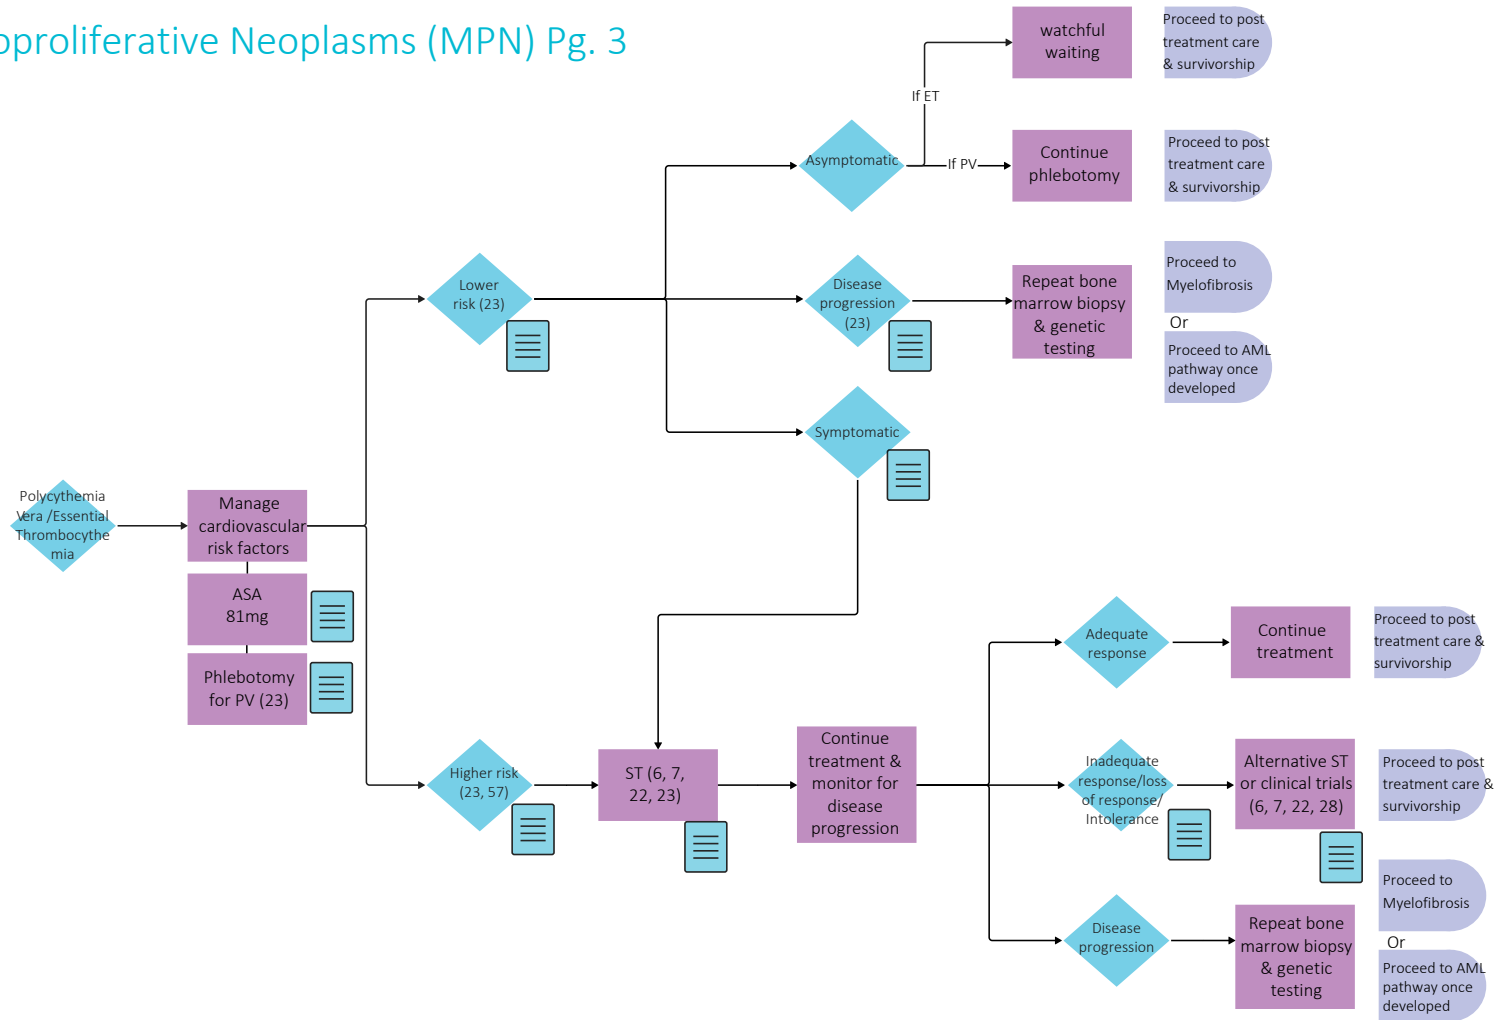 oproliferative Neoplasms (MPN) Pg. 3
watchful
waiting
Proceed to post
treatment care
& survivorship
If ET
Asymptomatic
If PV
Continue
phlebotomy
Proceed to post
treatment care
& survivorship
Lower
risk (23)
Disease
progression
(23)
Repeat bone
marrow biopsy
& genetic
testing
Proceed to
Myelofibrosis
Or
Proceed to AML
pathway once
developed
Symptomatic
Polycythemia
Vera /Essential
Thrombocythe
mia
Manage
cardiovascular
risk factors
ASA
81mg
Phlebotomy
for PV (23)
Higher risk
(23, 57)
ST (6, 7,
22, 23)
Continue
treatment &
monitor for
disease
progression
Adequate
response
Continue
treatment
Proceed to post
treatment care &
survivorship
Inadequate
response/loss
of response/
Intolerance
Alternative ST
or clinical trials
(6, 7, 22, 28)
Proceed to post
treatment care &
survivorship
Disease
progression
Repeat bone
marrow biopsy
& genetic
testing
Proceed to
Myelofibrosis
Or
Proceed to AML
pathway once
developed